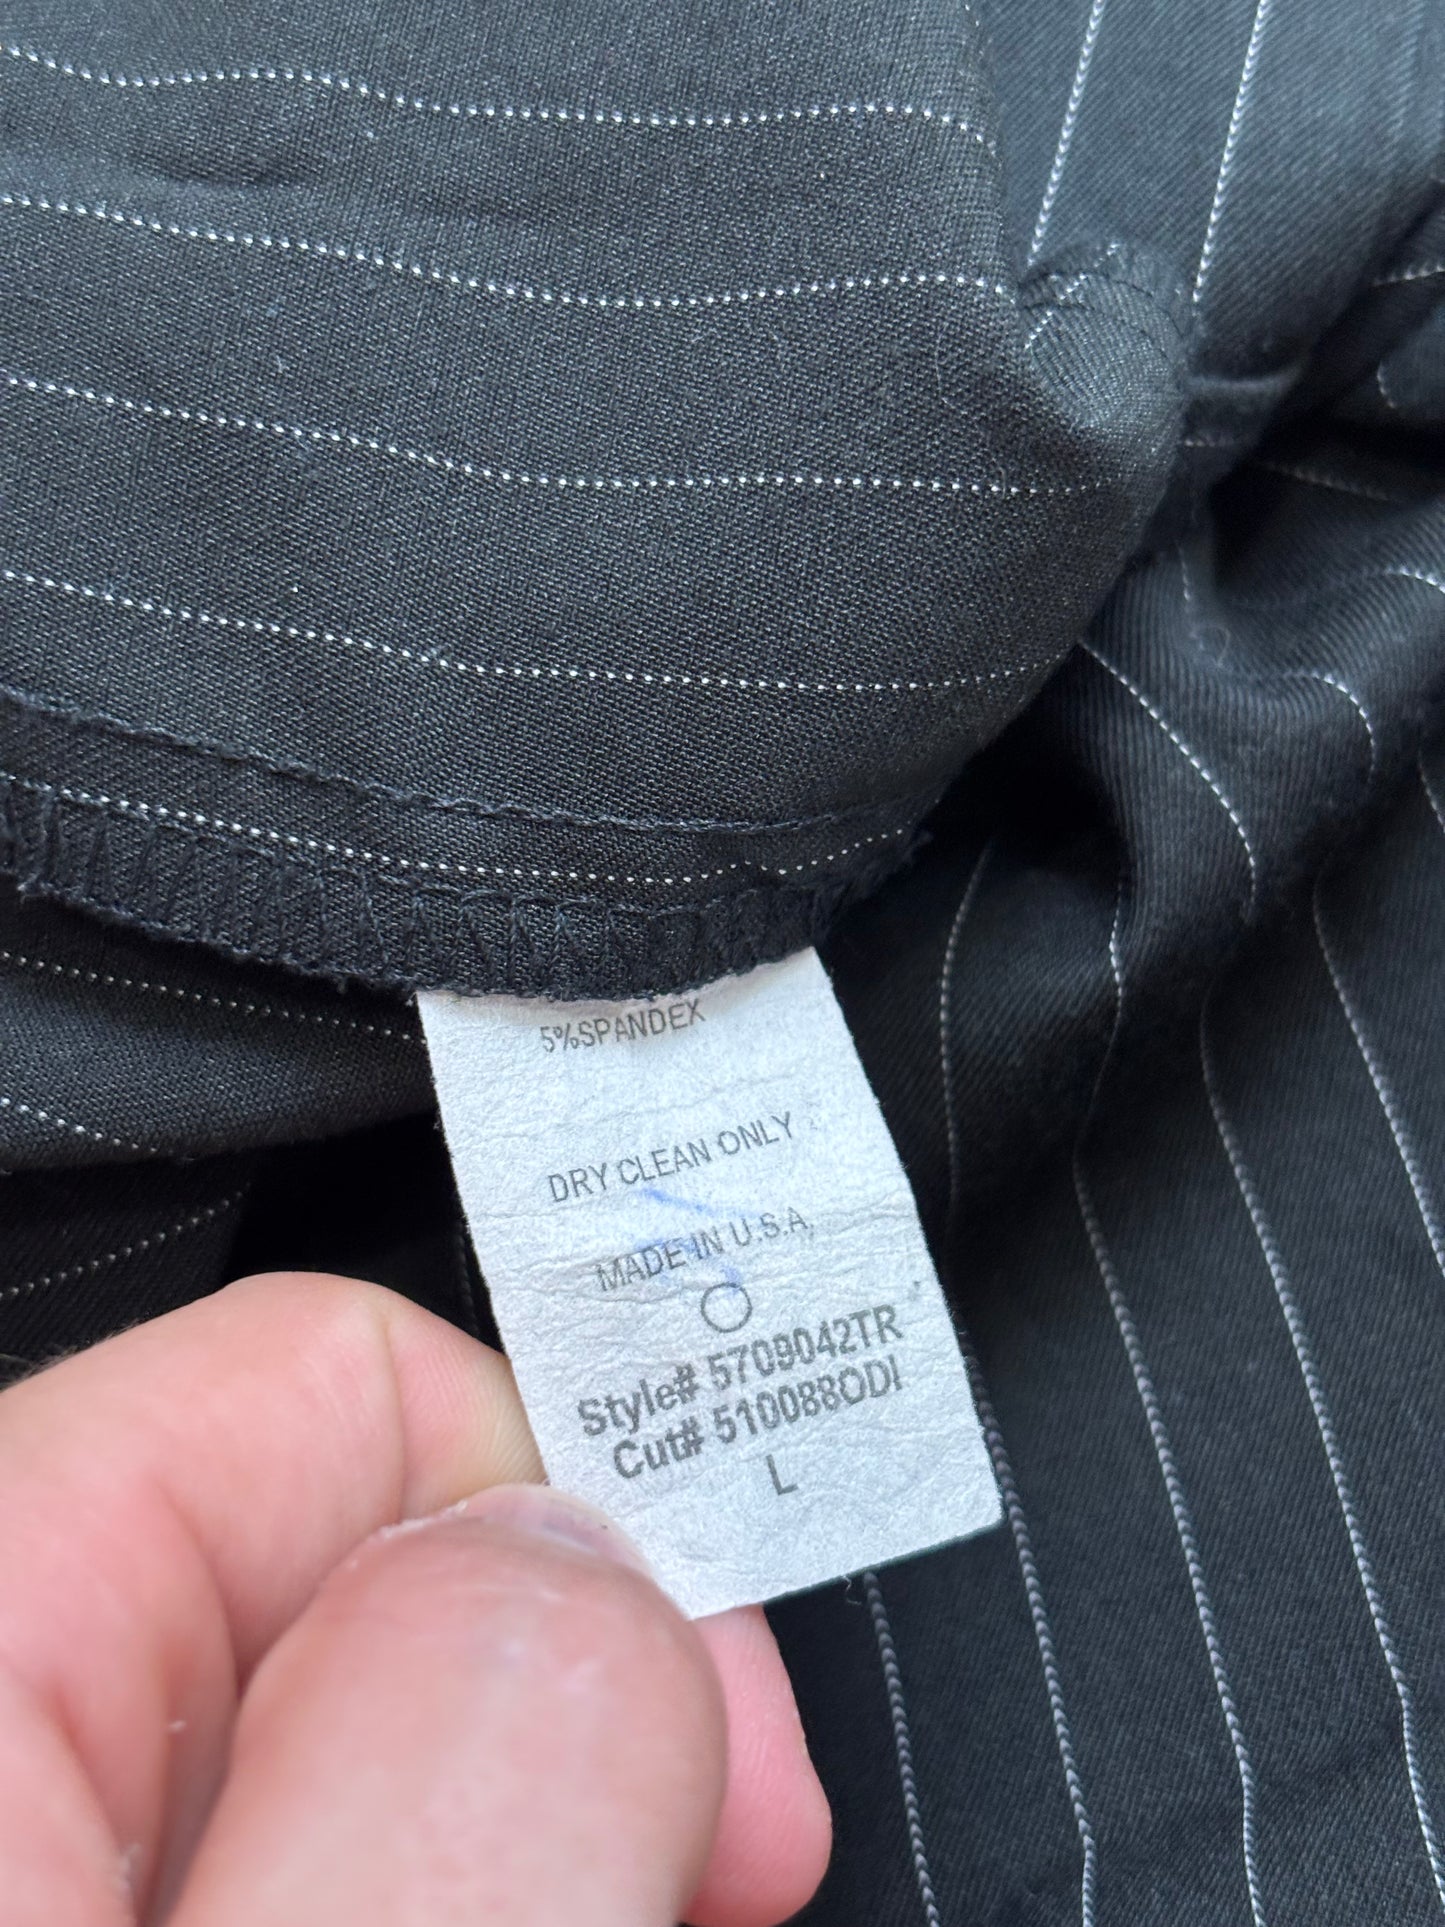 5%SPANDEX
DRY CLEAN ONLY
MADE IN U.S.A.
Style# 5709042TR
Cut# 510088ODI
L